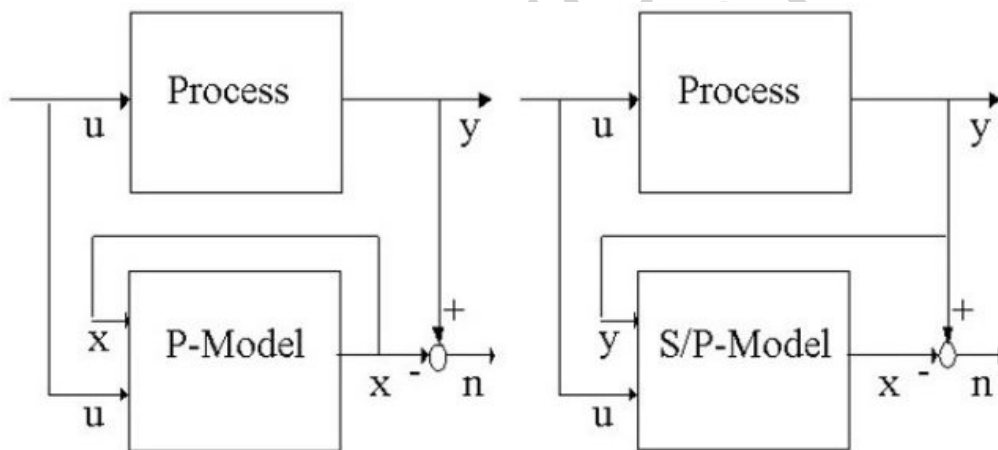 Process
u
y
x
P-Model
u
x
-
+
n
Process
u
y
y
S/P-Model
u
x
-
+
n